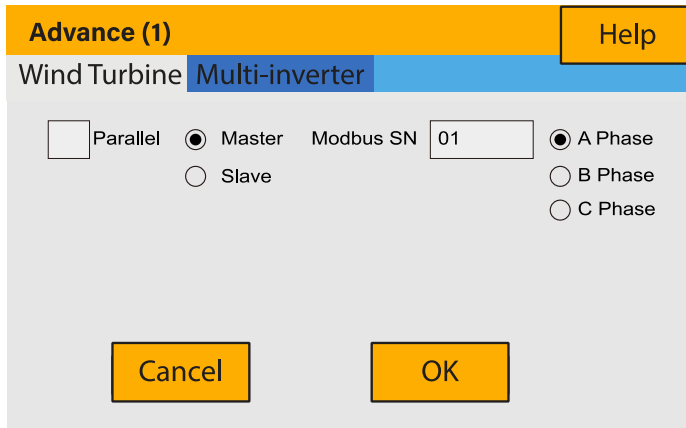 Advance (1)
Help
Wind Turbine Multi-inverter
Parallel Master Modbus SN 01 A Phase
Slave B Phase
C Phase
Cancel OK